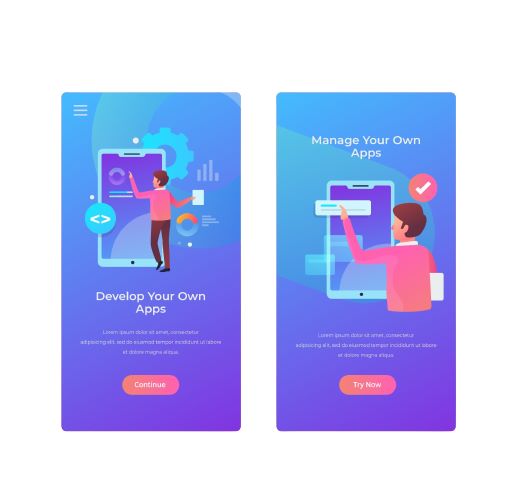 <>
Develop Your Own
Apps
Lorem ipsum dolor sit amet, consectetur
adipiscing elit, sed do eiusmod tempor incididunt ut labore
et dolore magna aliqua.
Continue
Manage Your Own
Apps
Lorem ipsum dolor sit amet, consectetur
adipiscing elit, sed do eiusmod tempor incididunt ut labore
et dolore magna aliqua.
Try Now